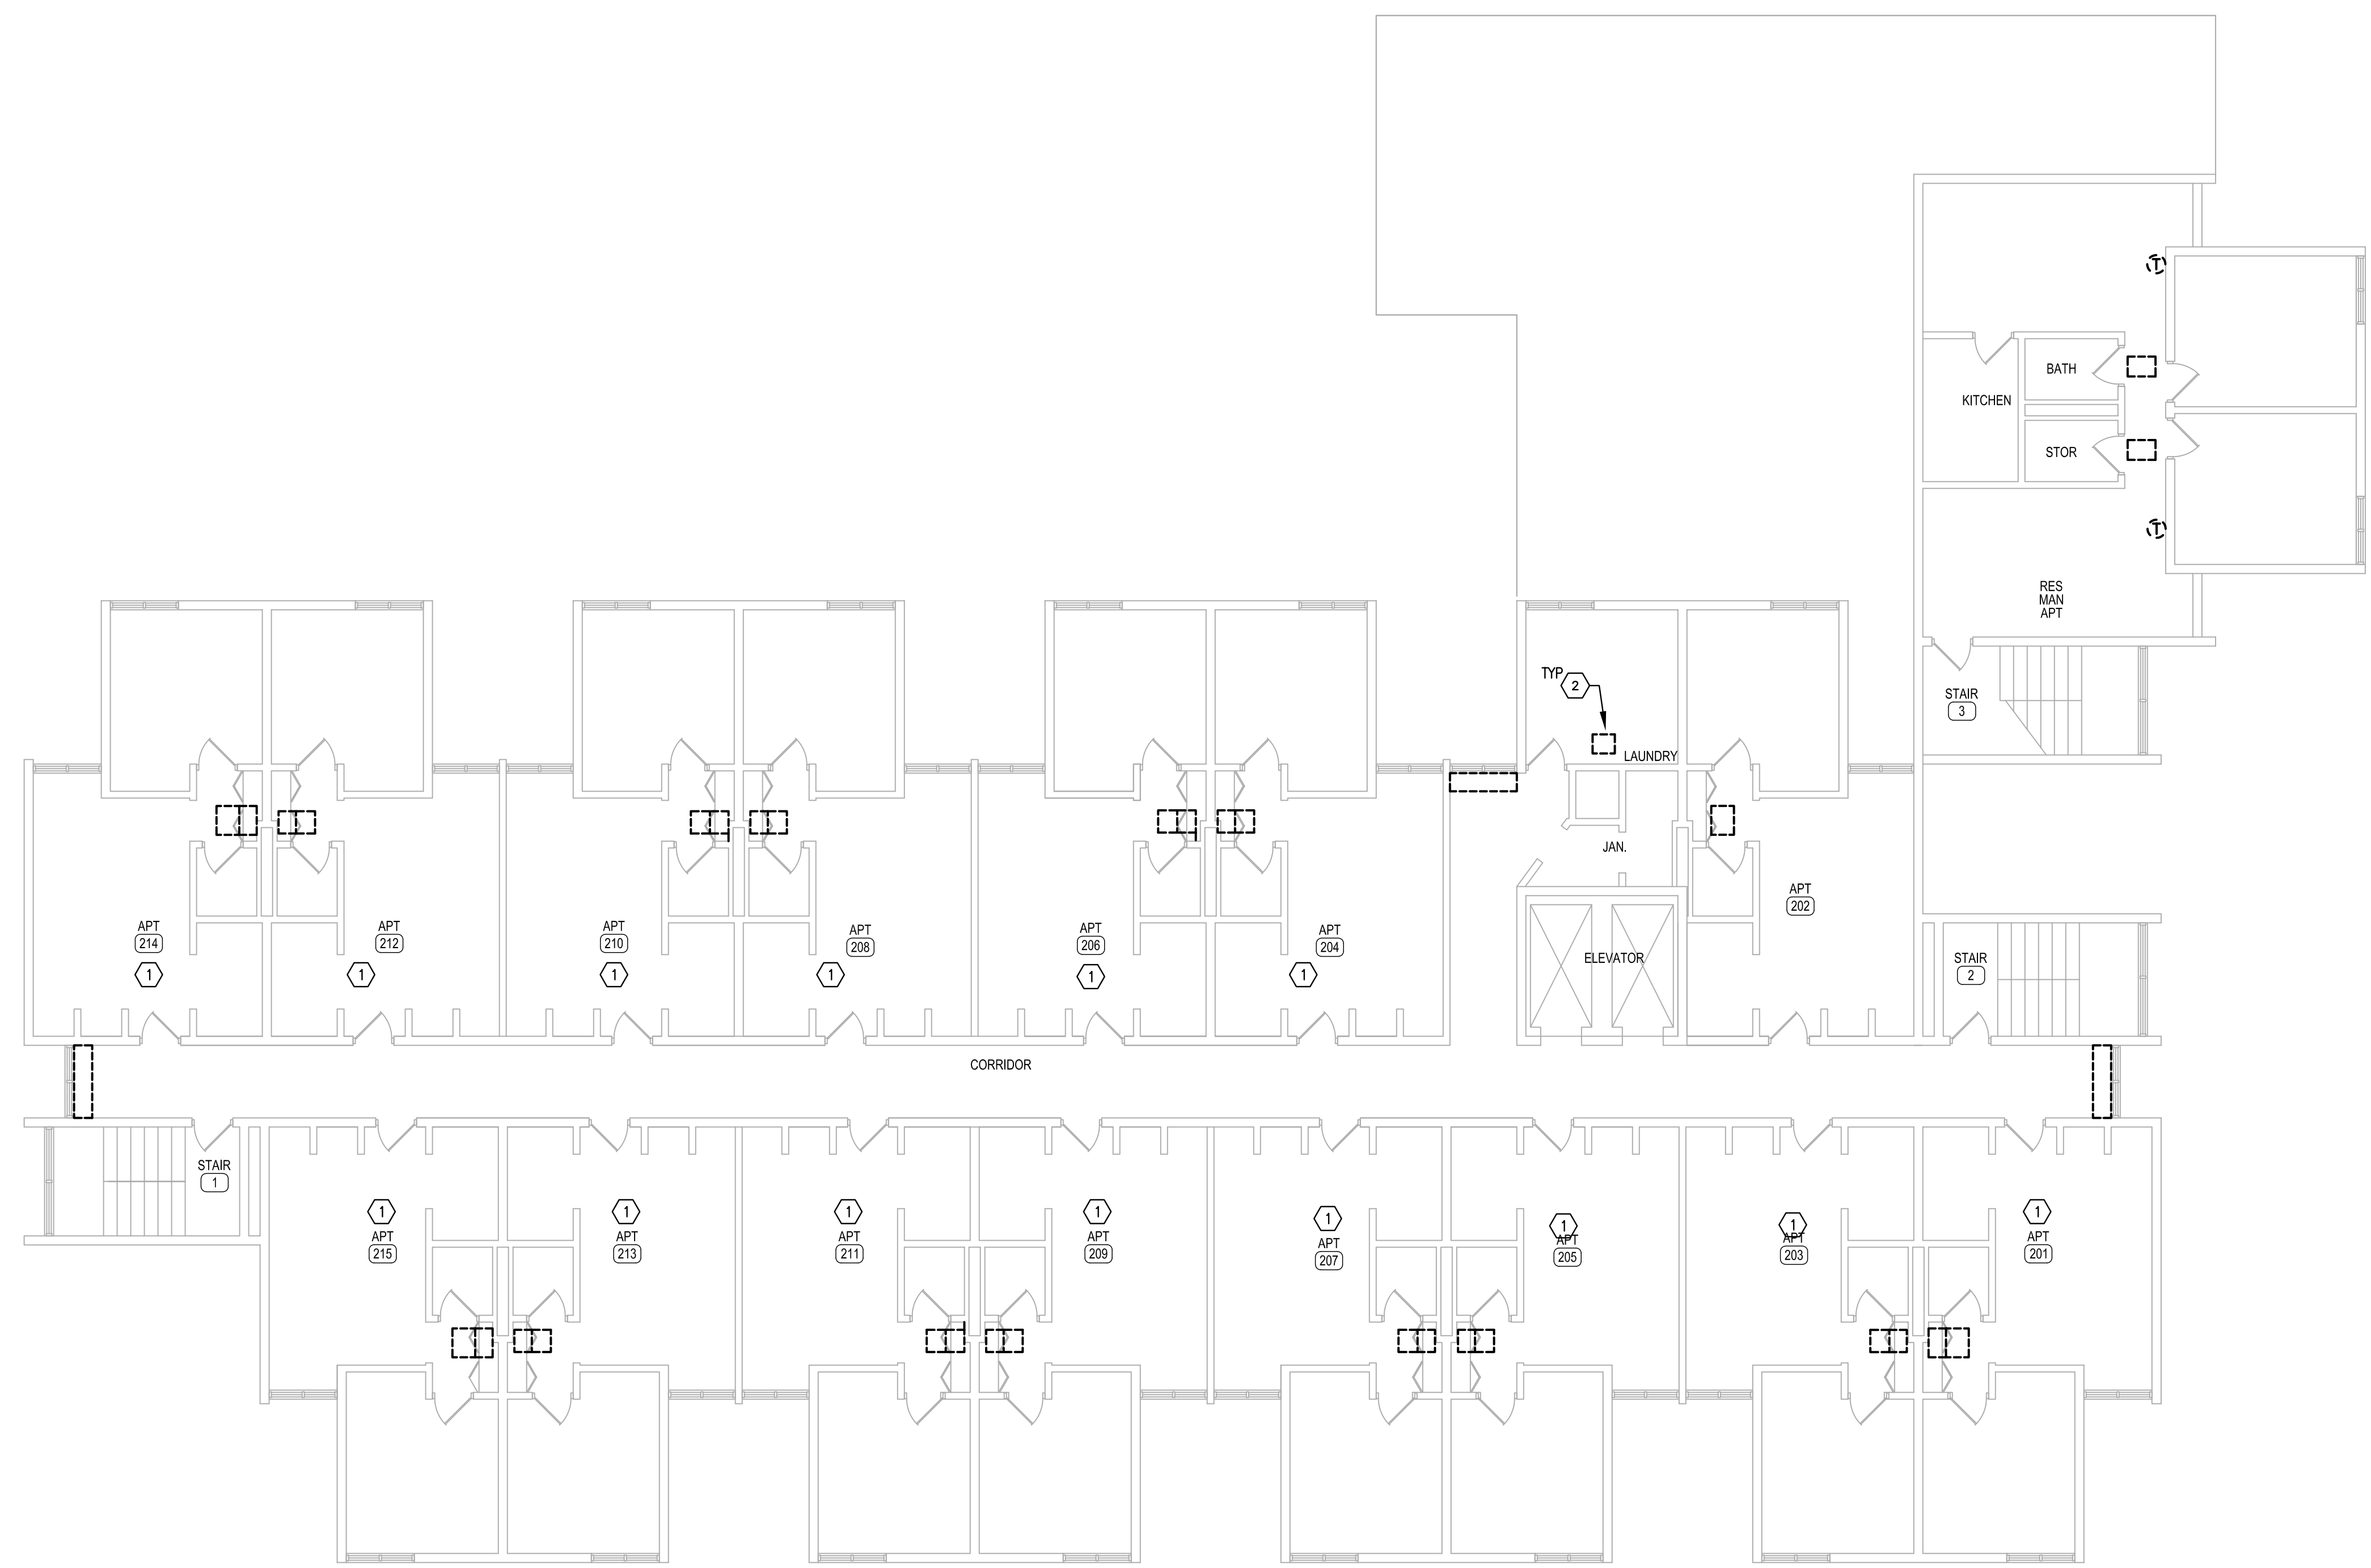 T
BATH
KITCHEN
STOR
T
RES
MAN
APT
TYP
2
STAIR
3
LAUNDRY
JAN.
APT
202
APT
214
1
APT
212
1
APT
210
1
APT
208
1
APT
206
1
APT
204
1
ELEVATOR
STAIR
2
CORRIDOR
STAIR
1
1
APT
215
1
APT
213
1
APT
211
1
APT
209
1
APT
207
1
APT
205
1
APT
203
1
APT
201